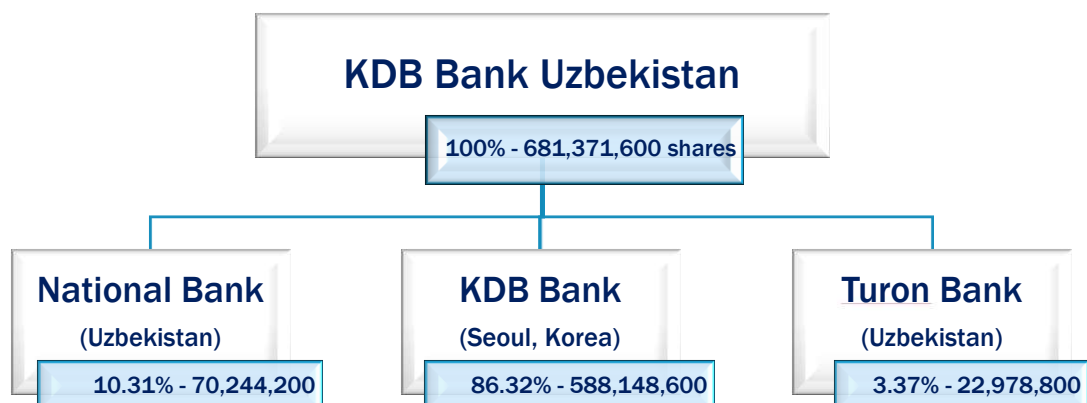 KDB Bank Uzbekistan
100% - 681,371,600 shares
National Bank
(Uzbekistan)
10.31% - 70,244,200
KDB Bank
(Seoul, Korea)
86.32% - 588,148,600
Turon Bank
(Uzbekistan)
3.37% - 22,978,800